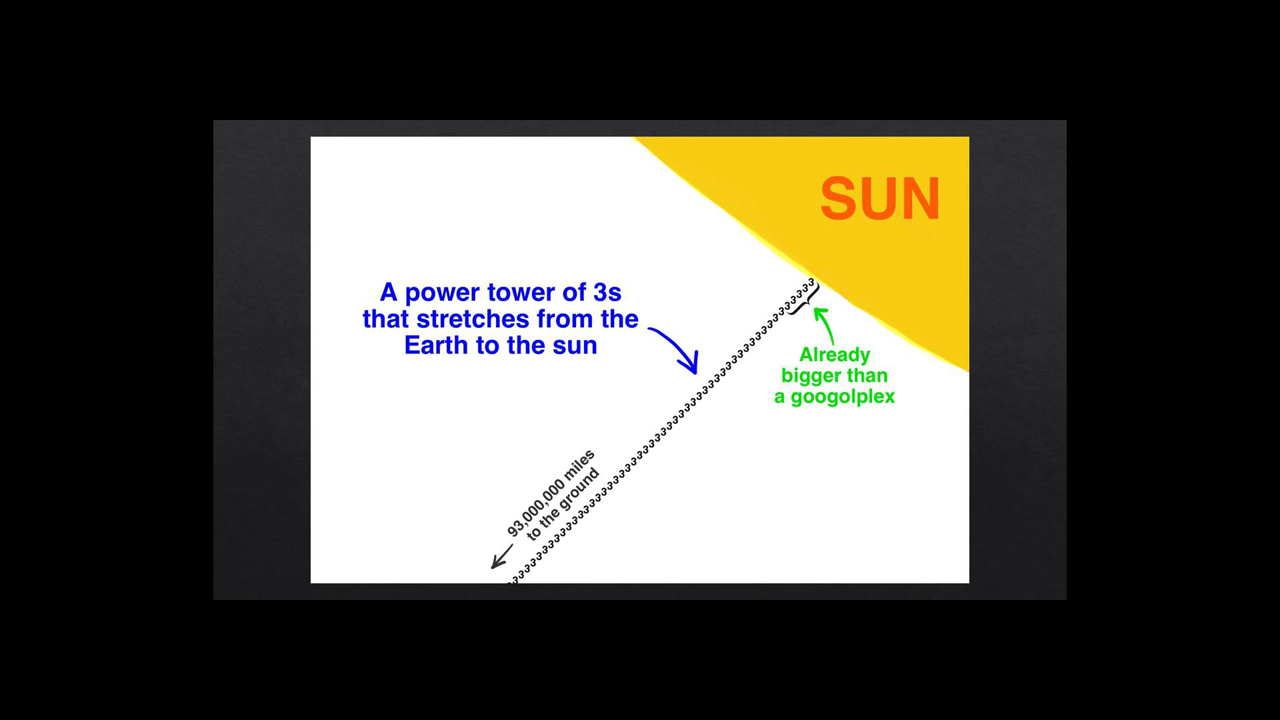 SUN
A power tower of 3s
that stretches from the
Earth to the sun
Already
bigger than
a googolplex
93,000,000 miles
to the ground